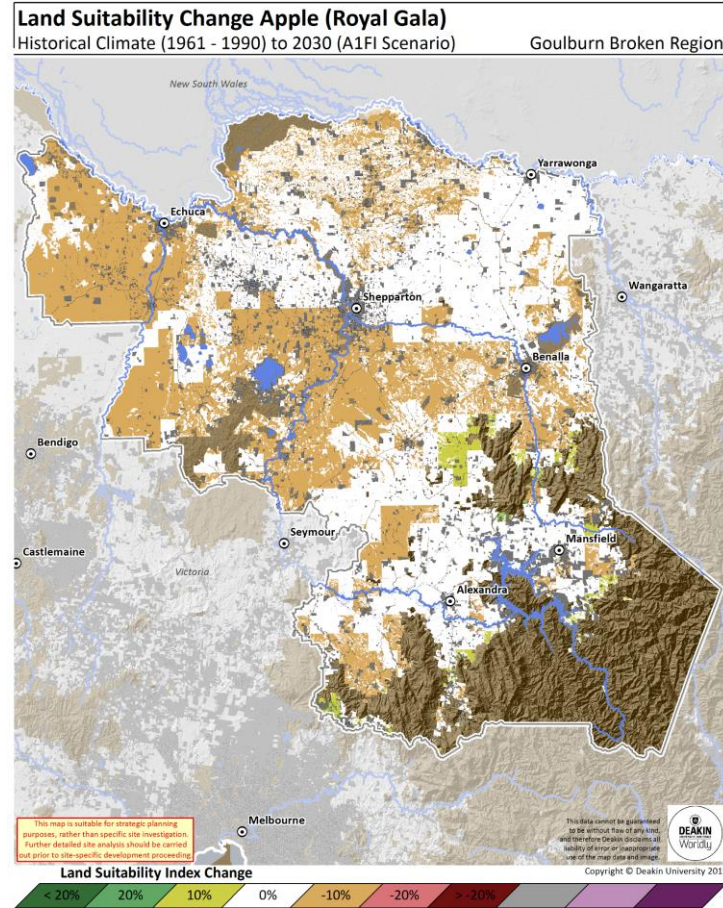 Land Suitability Change Apple (Royal Gala)
Historical Climate (1961 - 1990) to 2030 (A1FI Scenario) Goulburn Broken Region
New South Wales
Yarrawonga
Echuca
Wangaratta
Shepparton
Benalla
Bendigo
Seymour
Mansfield
Castlemaine
Victoria
Alexandra
Melbourne
This map is suitable for strategic planning
purposes, rather than specific site investigation.
Further detailed site analysis should be carried
out prior to site-specific development proceeding
This data cannot be guaranteed
to be without flaw of any kind,
and therefore Deakin disclaims all
liability of error or inappropriate
use of the map data and image.
DEAKIN
Worldly
Land Suitability Index Change
Copyright © Deakin University 201
< 20% 20% 10% 0% -10% -20% > -20%